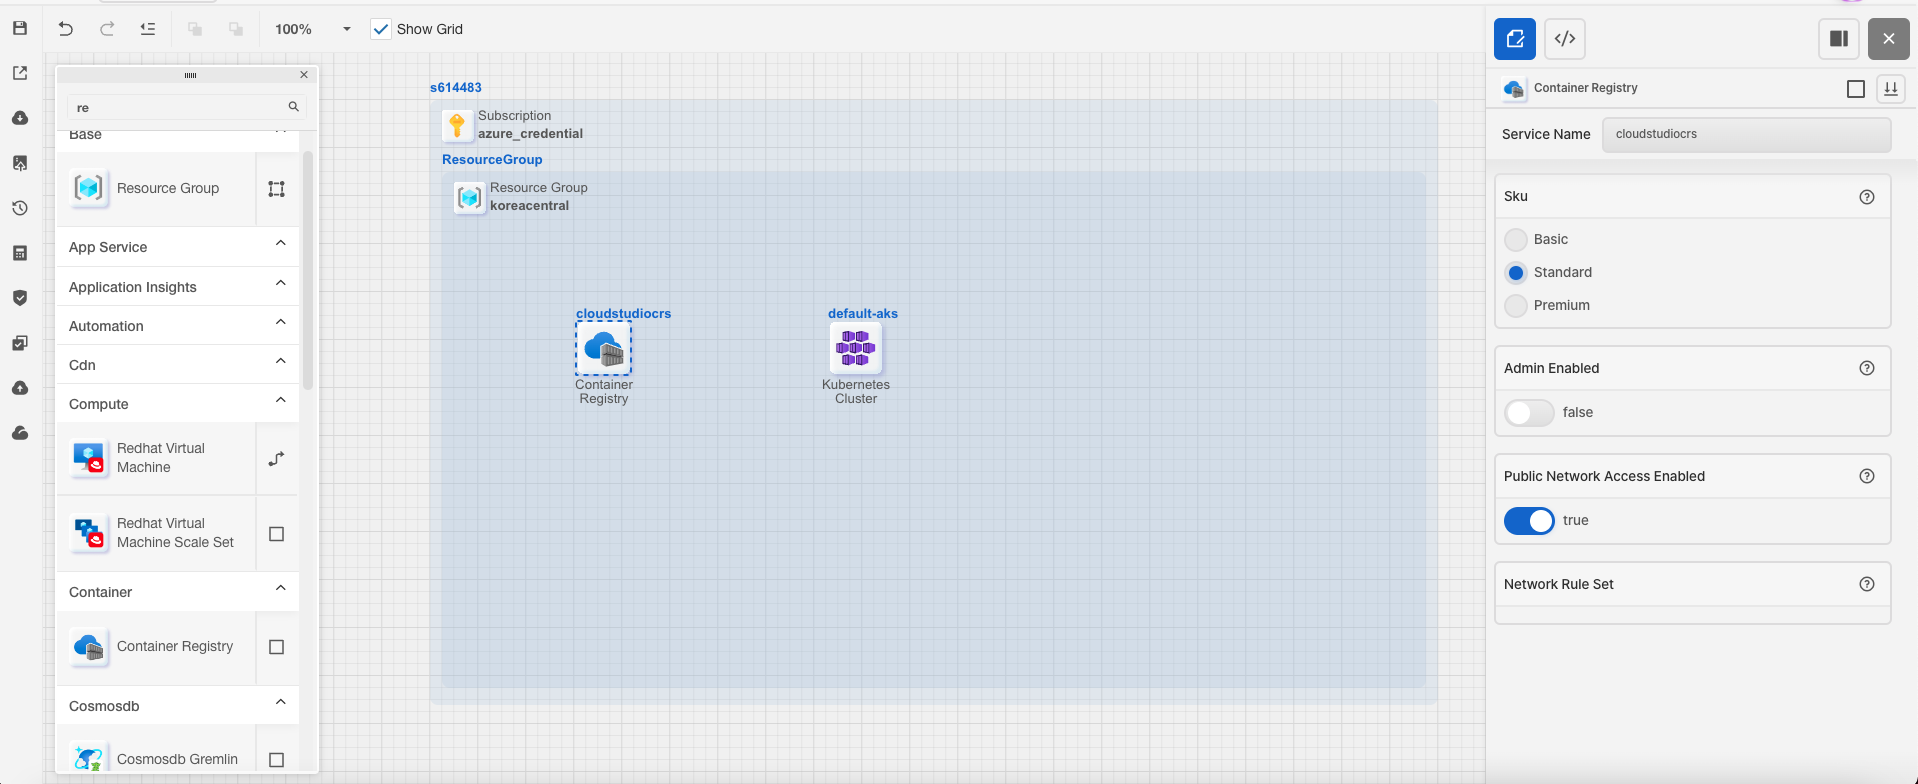 100%
Show Grid
re
Base
Resource Group
App Service
Application Insights
Automation
Cdn
Compute
Redhat Virtual
Machine
Redhat Virtual
Machine Scale Set
Container
Container Registry
Cosmosdb
Cosmosdb Gremlin
s614483
Subscription
azure_credential
ResourceGroup
Resource Group
koreacentral
cloudstudiocrs
Container
Registry
default-aks
Kubernetes
Cluster
Container Registry
Service Name
cloudstudiocrs
Sku
Basic
Standard
Premium
Admin Enabled
false
Public Network Access Enabled
true
Network Rule Set